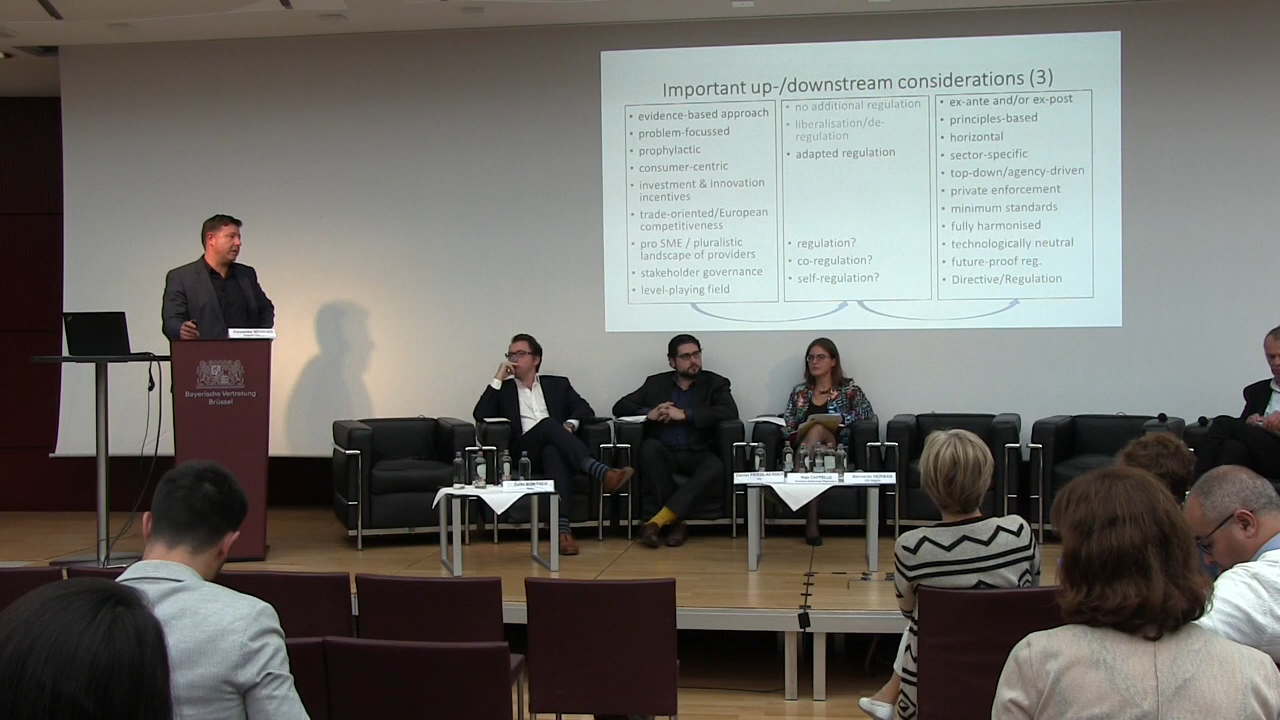 Important up-/downstream considerations (3)
• evidence-based approach
• problem-focussed
• prophylactic
• consumer-centric
• investment & innovation
incentives
• trade-oriented/European
competitiveness
• pro SME / pluralistic
landscape of providers
• stakeholder governance
• level-playing field
• no additional regulation
• liberalisation/de-
regulation
• adapted regulation
• regulation?
• co-regulation?
• self-regulation?
• ex-ante and/or ex-post
• principles-based
• horizontal
• sector-specific
• top-down/agency-driven
• private enforcement
• minimum standards
• fully harmonised
• technologically neutral
• future-proof reg.
• Directive/Regulation
Bayerische Vertretung
Brüssel
Maja CAPPELLO